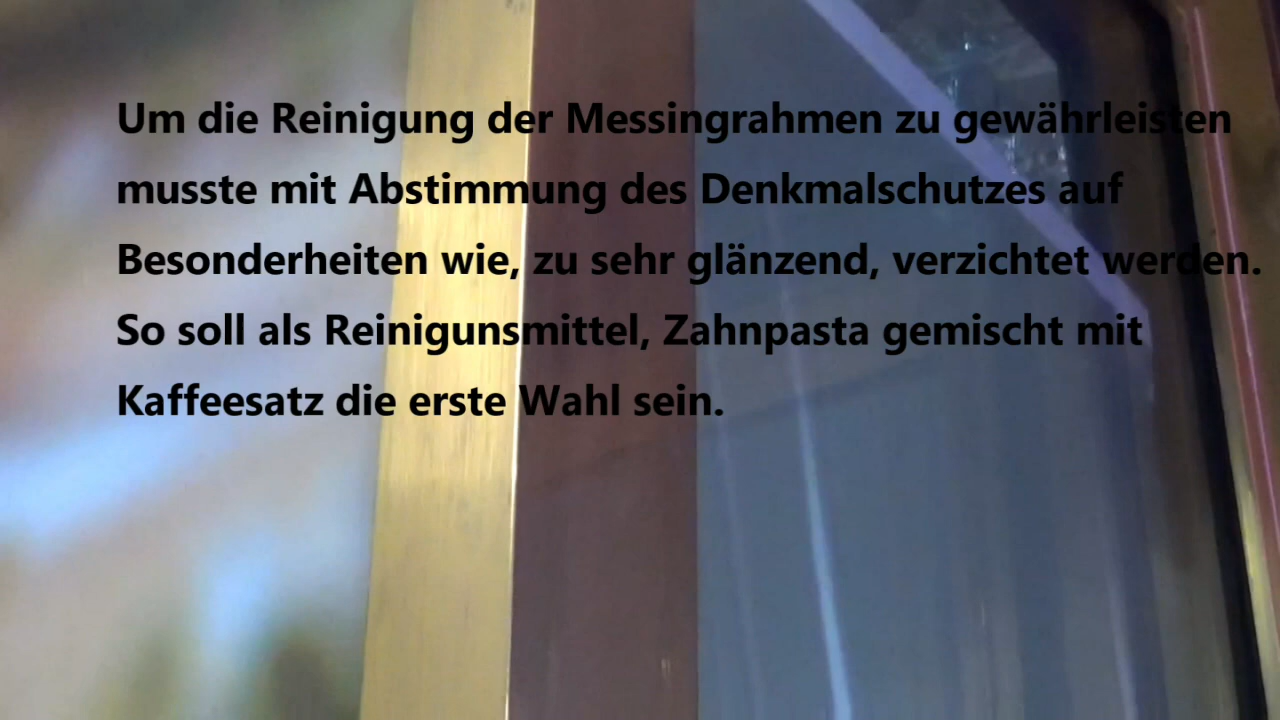 Um die Reinigung der Messingrahmen zu gewährleisten
musste mit Abstimmung des Denkmalschutzes auf
Besonderheiten wie, zu sehr glänzend, verzichtet werden.
So soll als Reinigunsmittel, Zahnpasta gemischt mit
Kaffeesatz die erste Wahl sein.